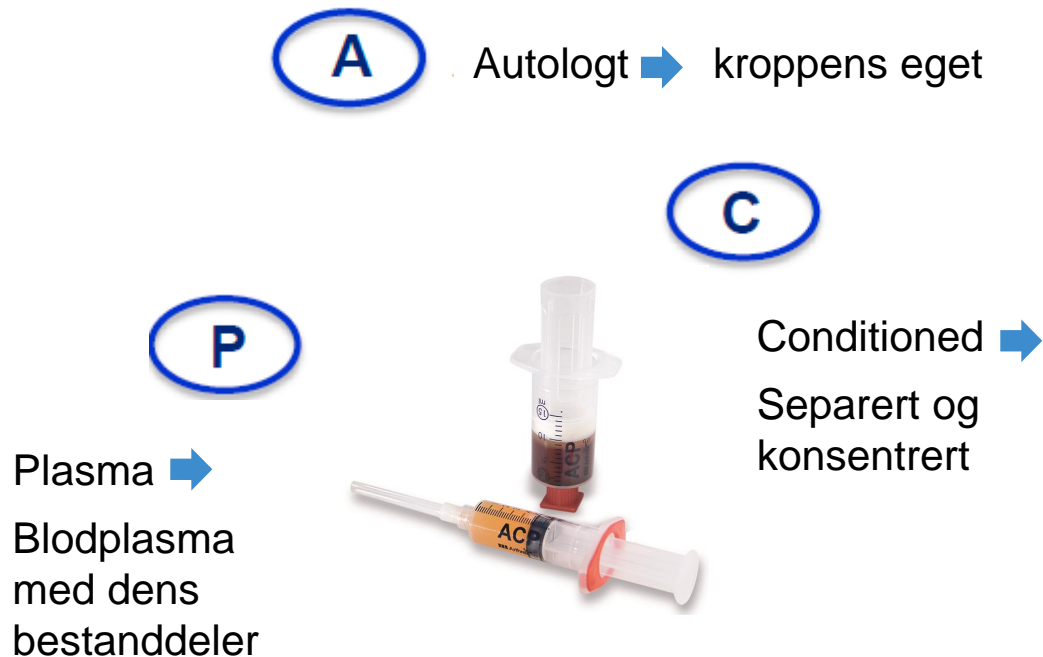 A
Autologt kroppens eget
C
Conditioned
Separert og
konsentrert
P
Plasma
Blodplasma
med dens
bestanddeler
ACP
ACP